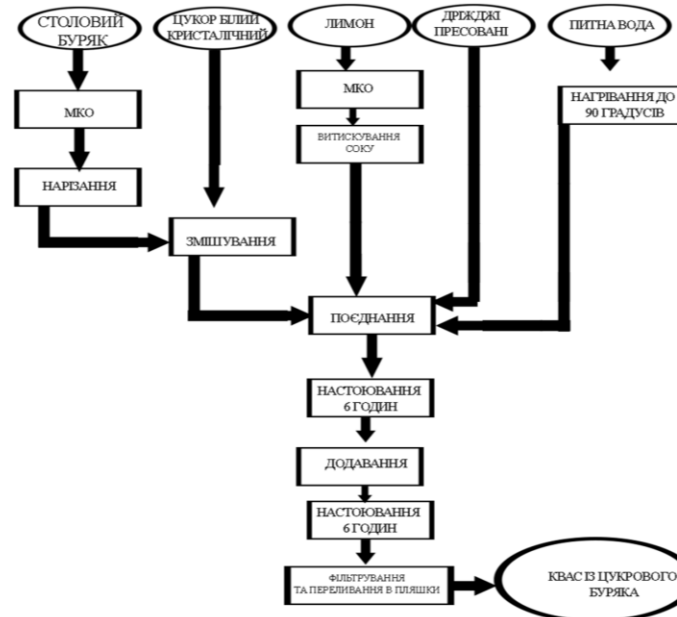 СТОЛОВИЙ
БУРЯК
ЦУКОР БІЛИЙ
КРИСТАЛІЧНИЙ
ЛИМОН
ДРІЖДЖІ
ПРЕСОВАНІ
ПИТНА ВОДА
МКО
МКО
НАГРІВАННЯ ДО
90 ГРАДУСІВ
ВИТИСКУВАННЯ
СОКУ
НАРІЗАННЯ
ЗМІШУВАННЯ
ПОЄДНАННЯ
НАСТОЮВАННЯ
6 ГОДИН
ДОДАВАННЯ
НАСТОЮВАННЯ
6 ГОДИН
ФІЛЬТРУВАННЯ
ТА ПЕРЕЛИВАННЯ В ПЛЯШКИ
КВАС ІЗ ЦУКРОВОГО
БУРЯКА